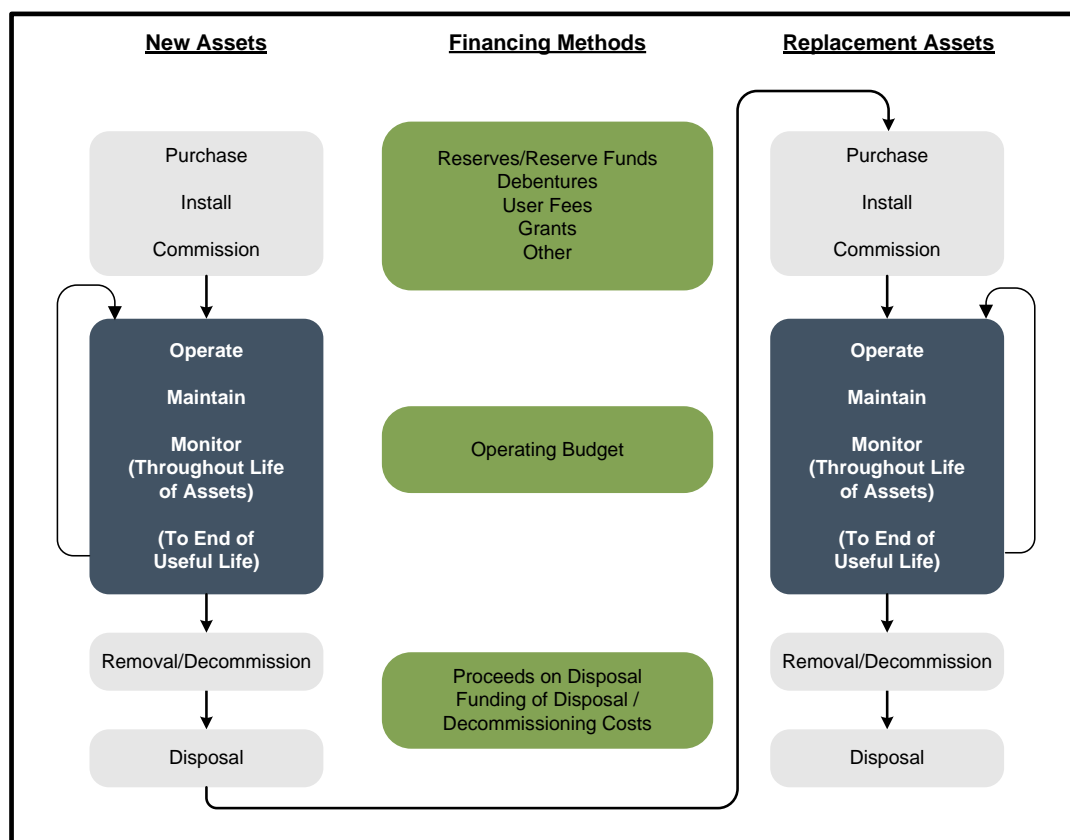 New Assets
Financing Methods
Replacement Assets
Purchase
Install
Commission
Operate
Maintain
Monitor
(Throughout Life
of Assets)
(To End of
Useful Life)
Removal/Decommission
Disposal
Reserves/Reserve Funds
Debentures
User Fees
Grants
Other
Operating Budget
Proceeds on Disposal
Funding of Disposal /
Decommissioning Costs
Purchase
Install
Commission
Operate
Maintain
Monitor
(Throughout Life
of Assets)
(To End of
Useful Life)
Removal/Decommission
Disposal